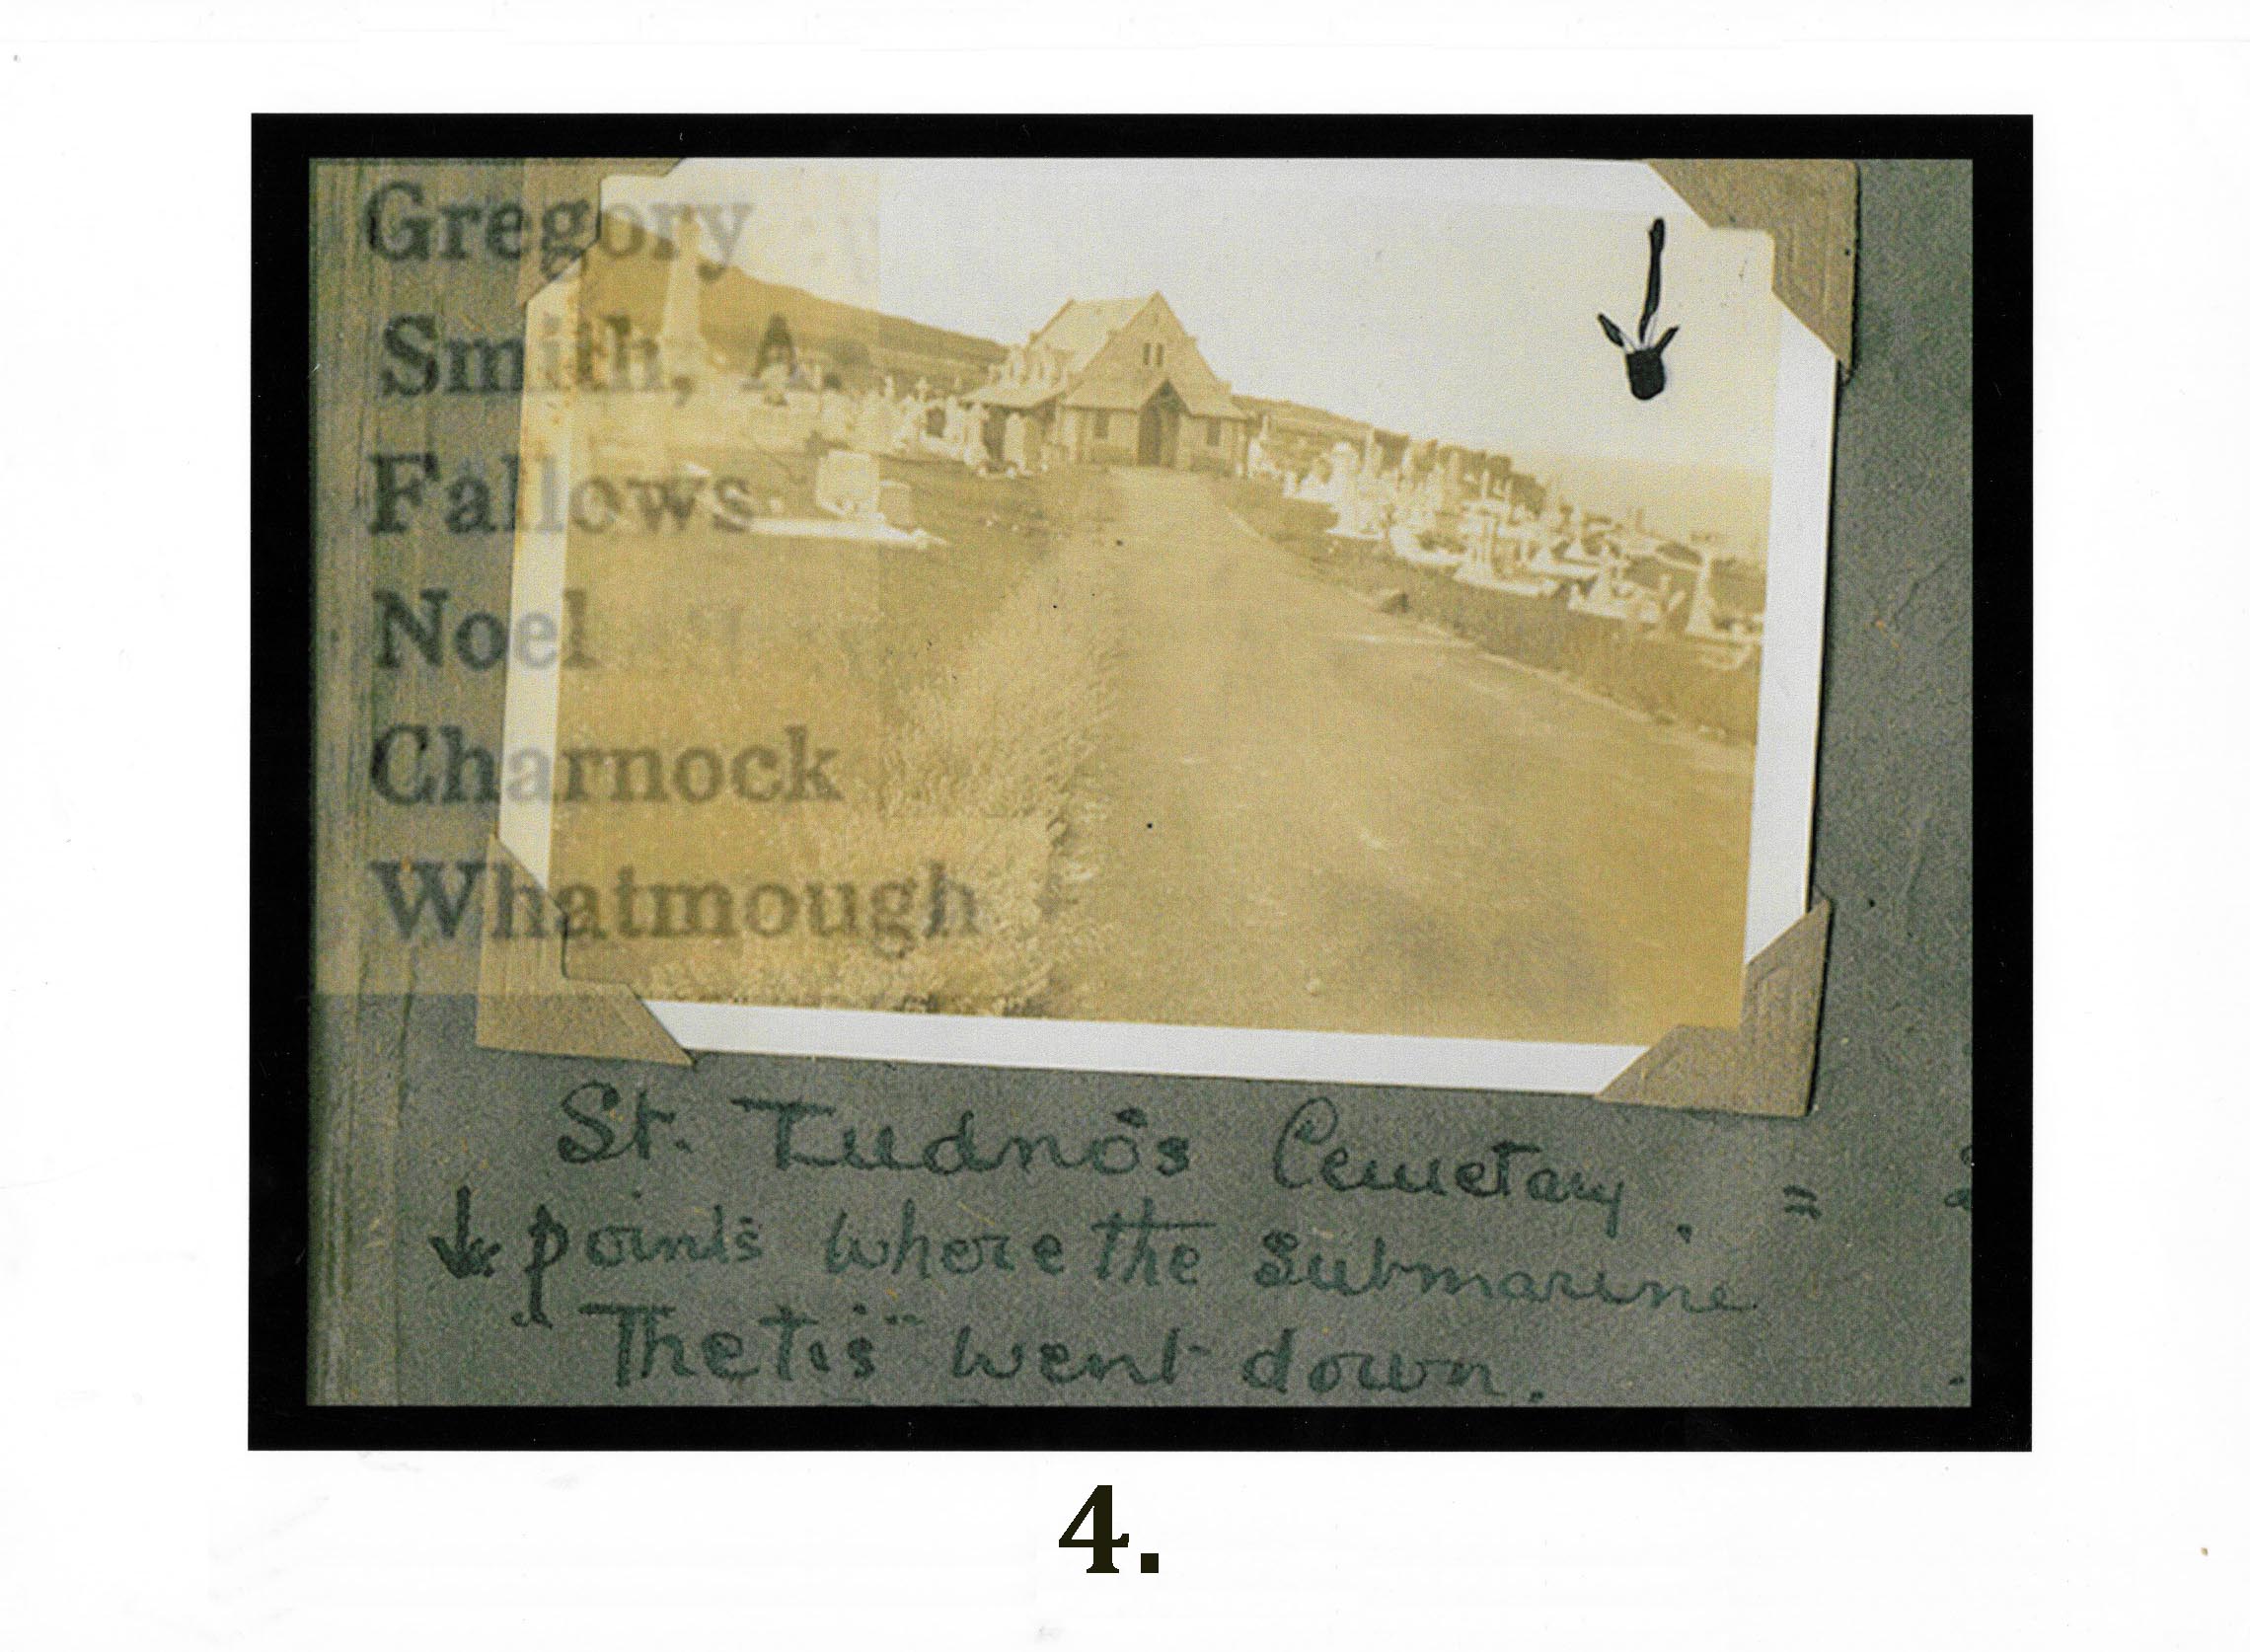 Gregory
Smith, A.
Fallows
Noel
Charnock
Whatmough
St. Tudno's Cemetary. =
↓ points where the submarine
"Thetis" went down.
4.